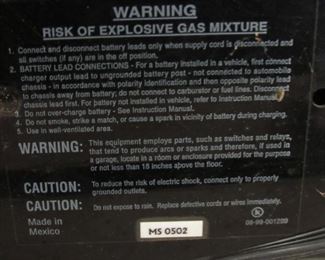 WARNING
RISK OF EXPLOSIVE GAS MIXTURE
1. Connect and disconnect battery leads only when supply cord is disconnected and
all switches (if any) are in the off position.
2. BATTERY LEAD CONNECTIONS - For a battery installed in a vehicle, first connect
charger output lead to ungrounded battery post - not connected to automobile
chassis - in accordance with polarity identification and then opposite polarity lead
to chassis away from battery; do not connect to carburetor or fuel lines. Disconnect
chassis lead first. For battery not installed in vehicle, refer to Instruction Manual.
3. Do not over-charge battery - See Instruction Manual.
4. Do not smoke, strike a match, or cause a spark in vicinity of battery during charging.
5. Use in well-ventilated area.
WARNING: This equipment employs parts, such as switches and relays,
that tend to produce arcs or sparks and therefore, if used in
a garage, locate in a room or enclosure provided for the purpose
or not less than 18 inches above the floor.
CAUTION: To reduce the risk of electric shock, connect only to properly
grounded outlets.
CAUTION: Do not expose to rain. Replace defective cords or wires immediately.
Made in
Mexico
MS 0502
K